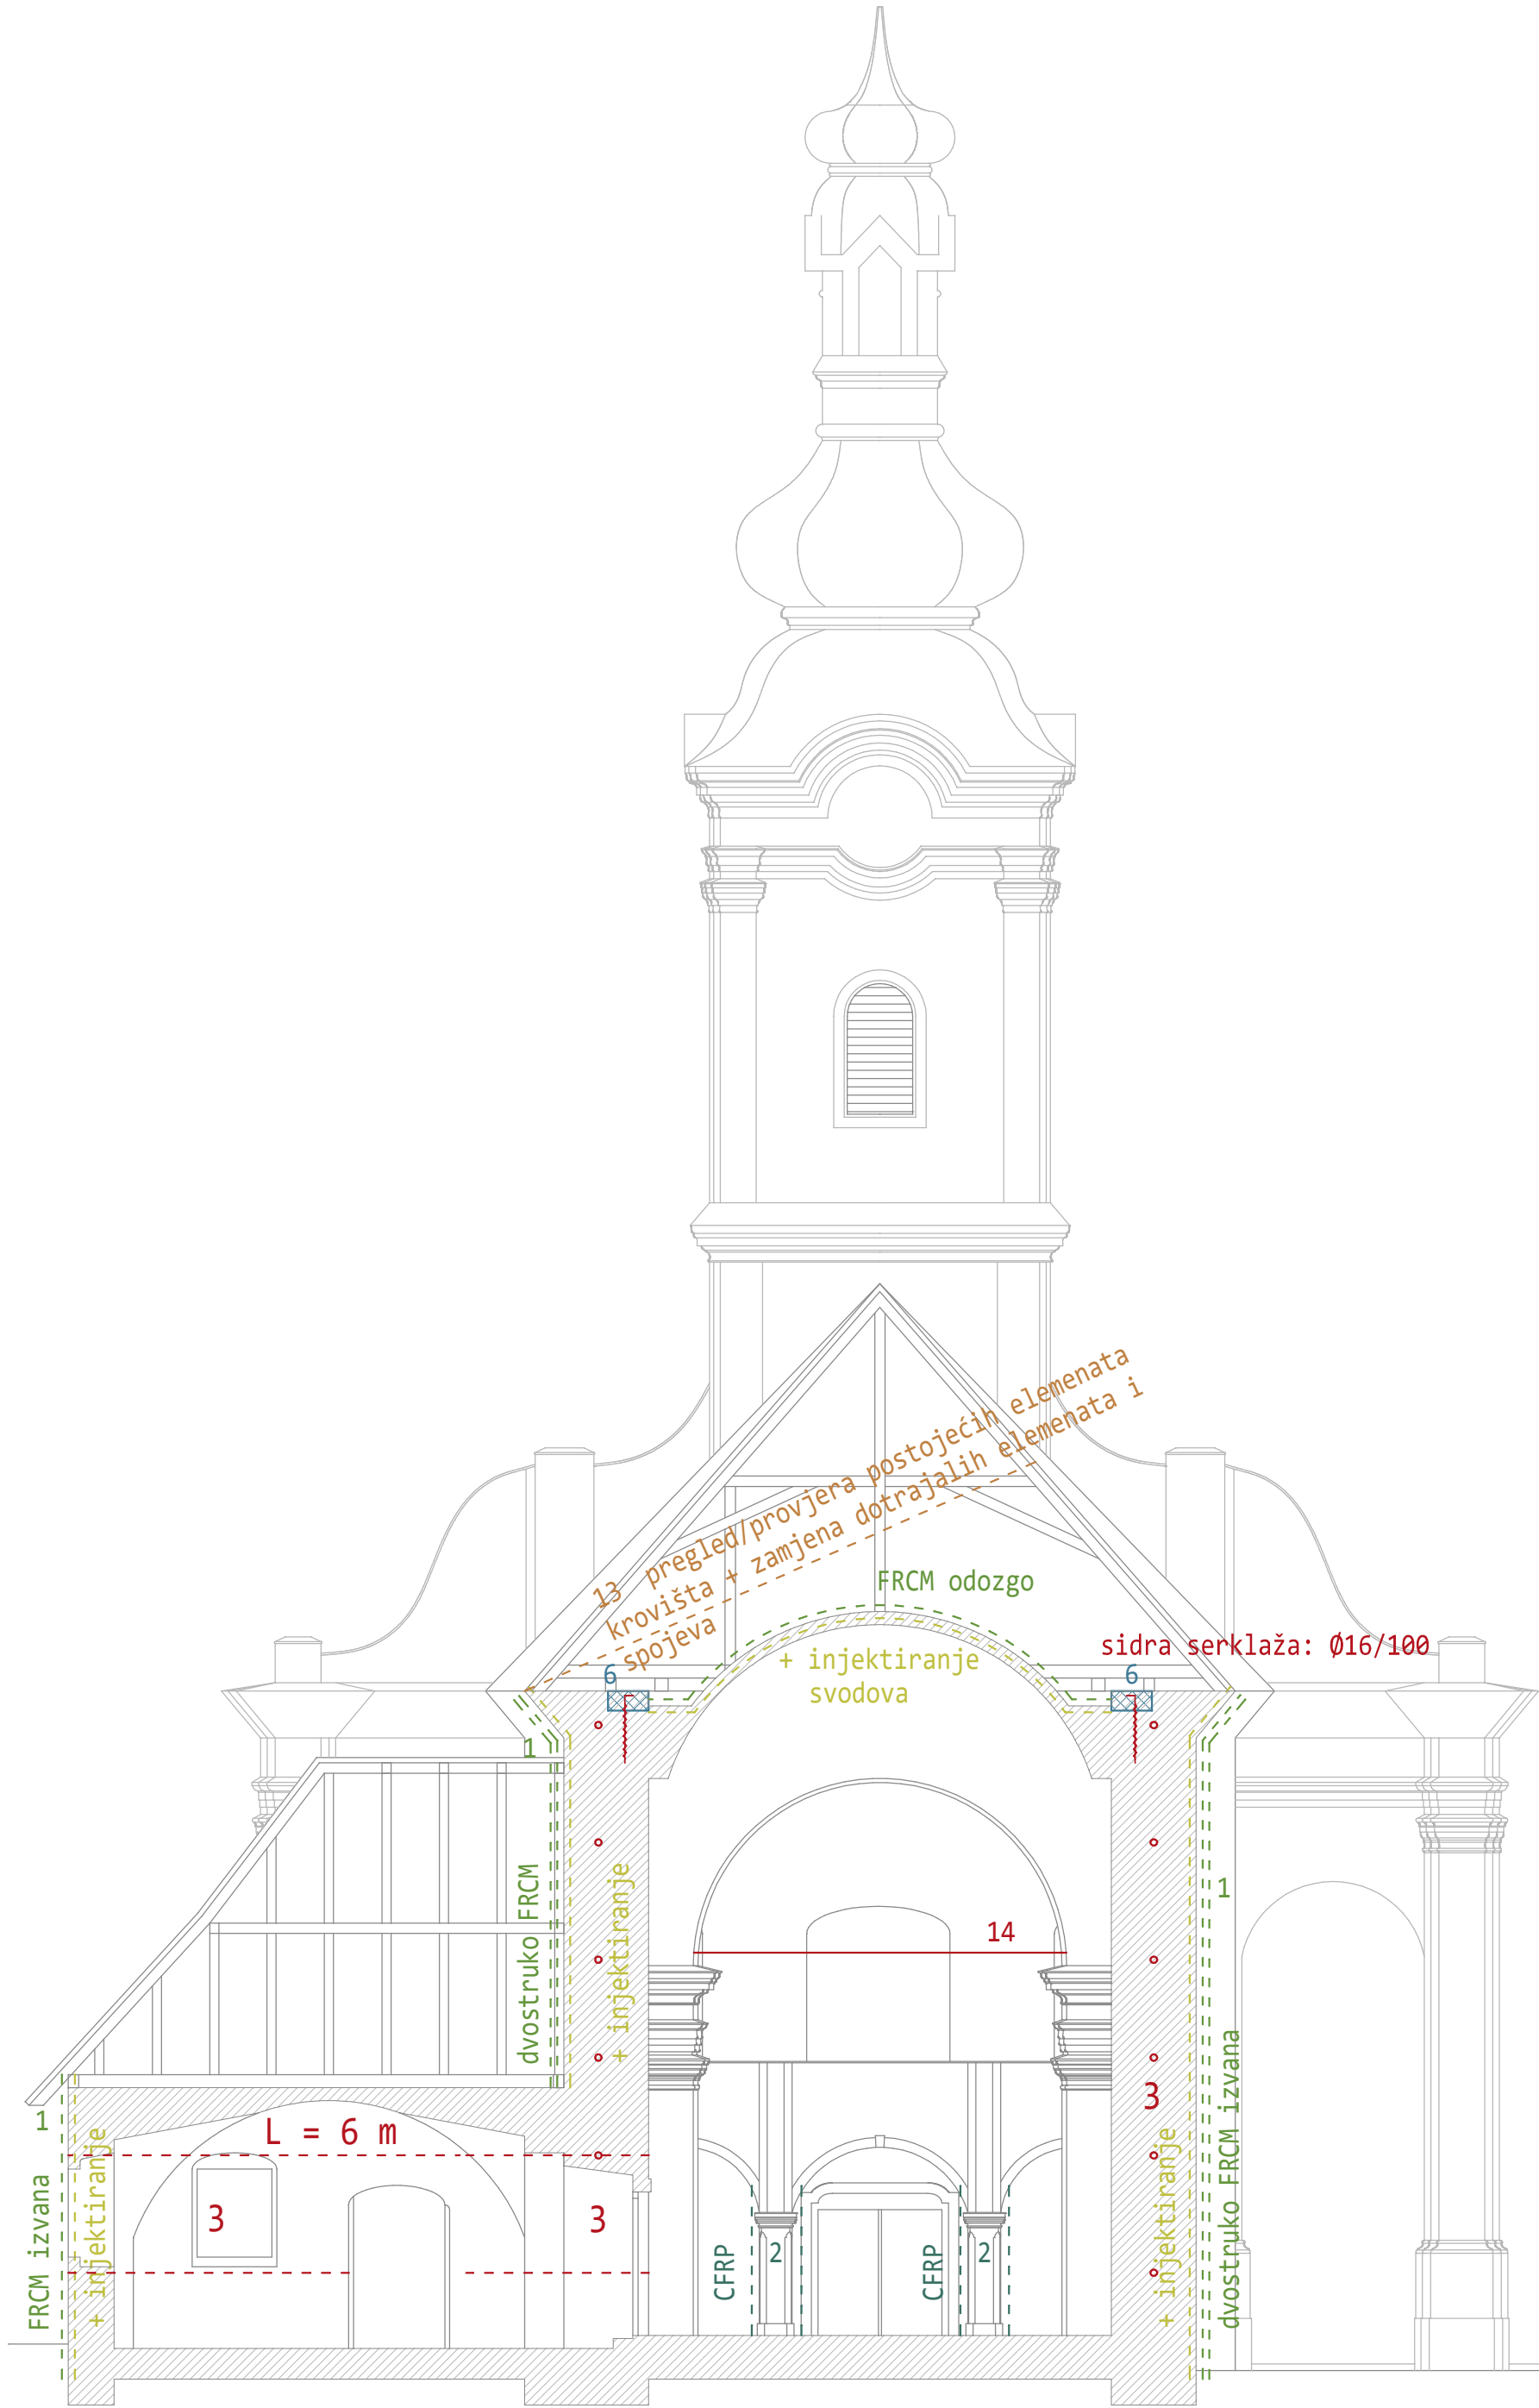 13 pregled/provjera postojećih elemenata
krovišta + zamjena dotrajalih elemenata i
spojeva
FRCM odozgo
+ injektiranje
svodova
sidra serklaža: Ø16/100
6
6
1
dvostruko FRCM
+ injektiranje
14
1
3
dvostruko FRCM izvana
+ injektiranje
1
FRCM izvana
+ injektiranje
L = 6 m
3
3
CFRP
2
CFRP
2